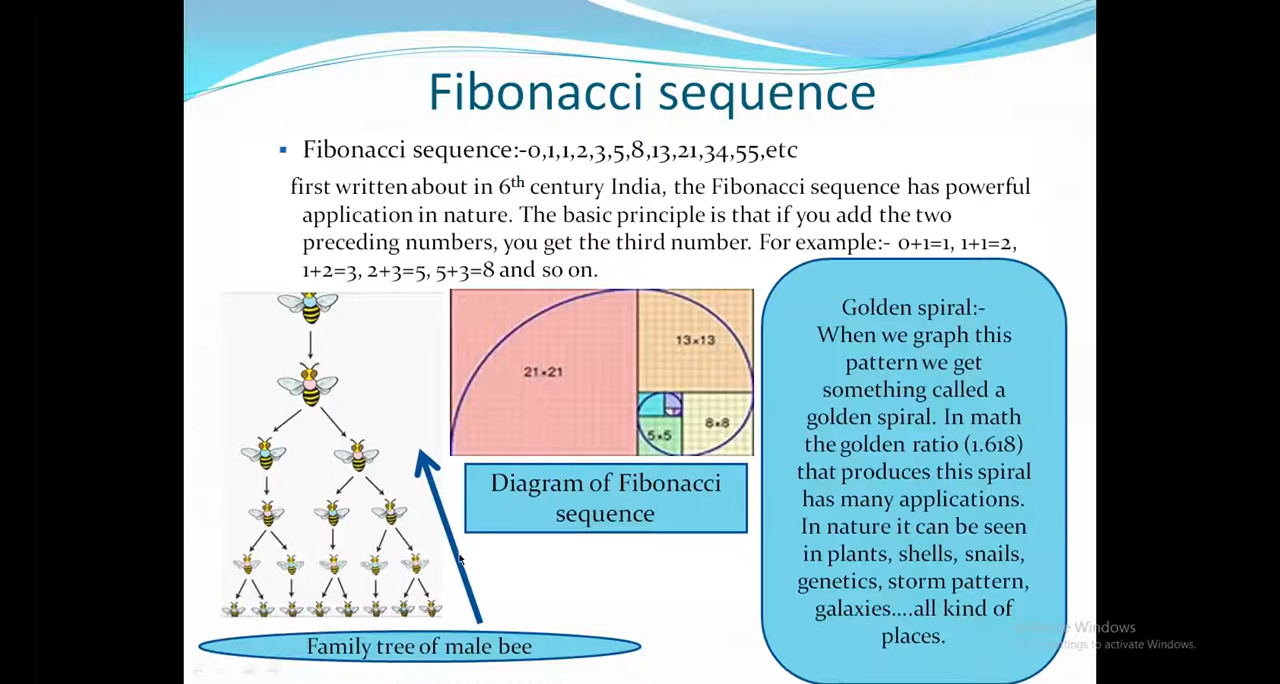 Fibonacci sequence
▪ Fibonacci sequence:-0,1,1,2,3,5,8,13,21,34,55,etc
first written about in 6th century India, the Fibonacci sequence has powerful
application in nature. The basic principle is that if you add the two
preceding numbers, you get the third number. For example:- 0+1=1, 1+1=2,
1+2=3, 2+3=5, 5+3=8 and so on.
21×21
13×13
8×8
5×5
Diagram of Fibonacci
sequence
Family tree of male bee
Golden spiral:-
When we graph this
pattern we get
something called a
golden spiral. In math
the golden ratio (1.618)
that produces this spiral
has many applications.
In nature it can be seen
in plants, shells, snails,
genetics, storm pattern,
galaxies....all kind of
places.
Windows
to activate Windows.